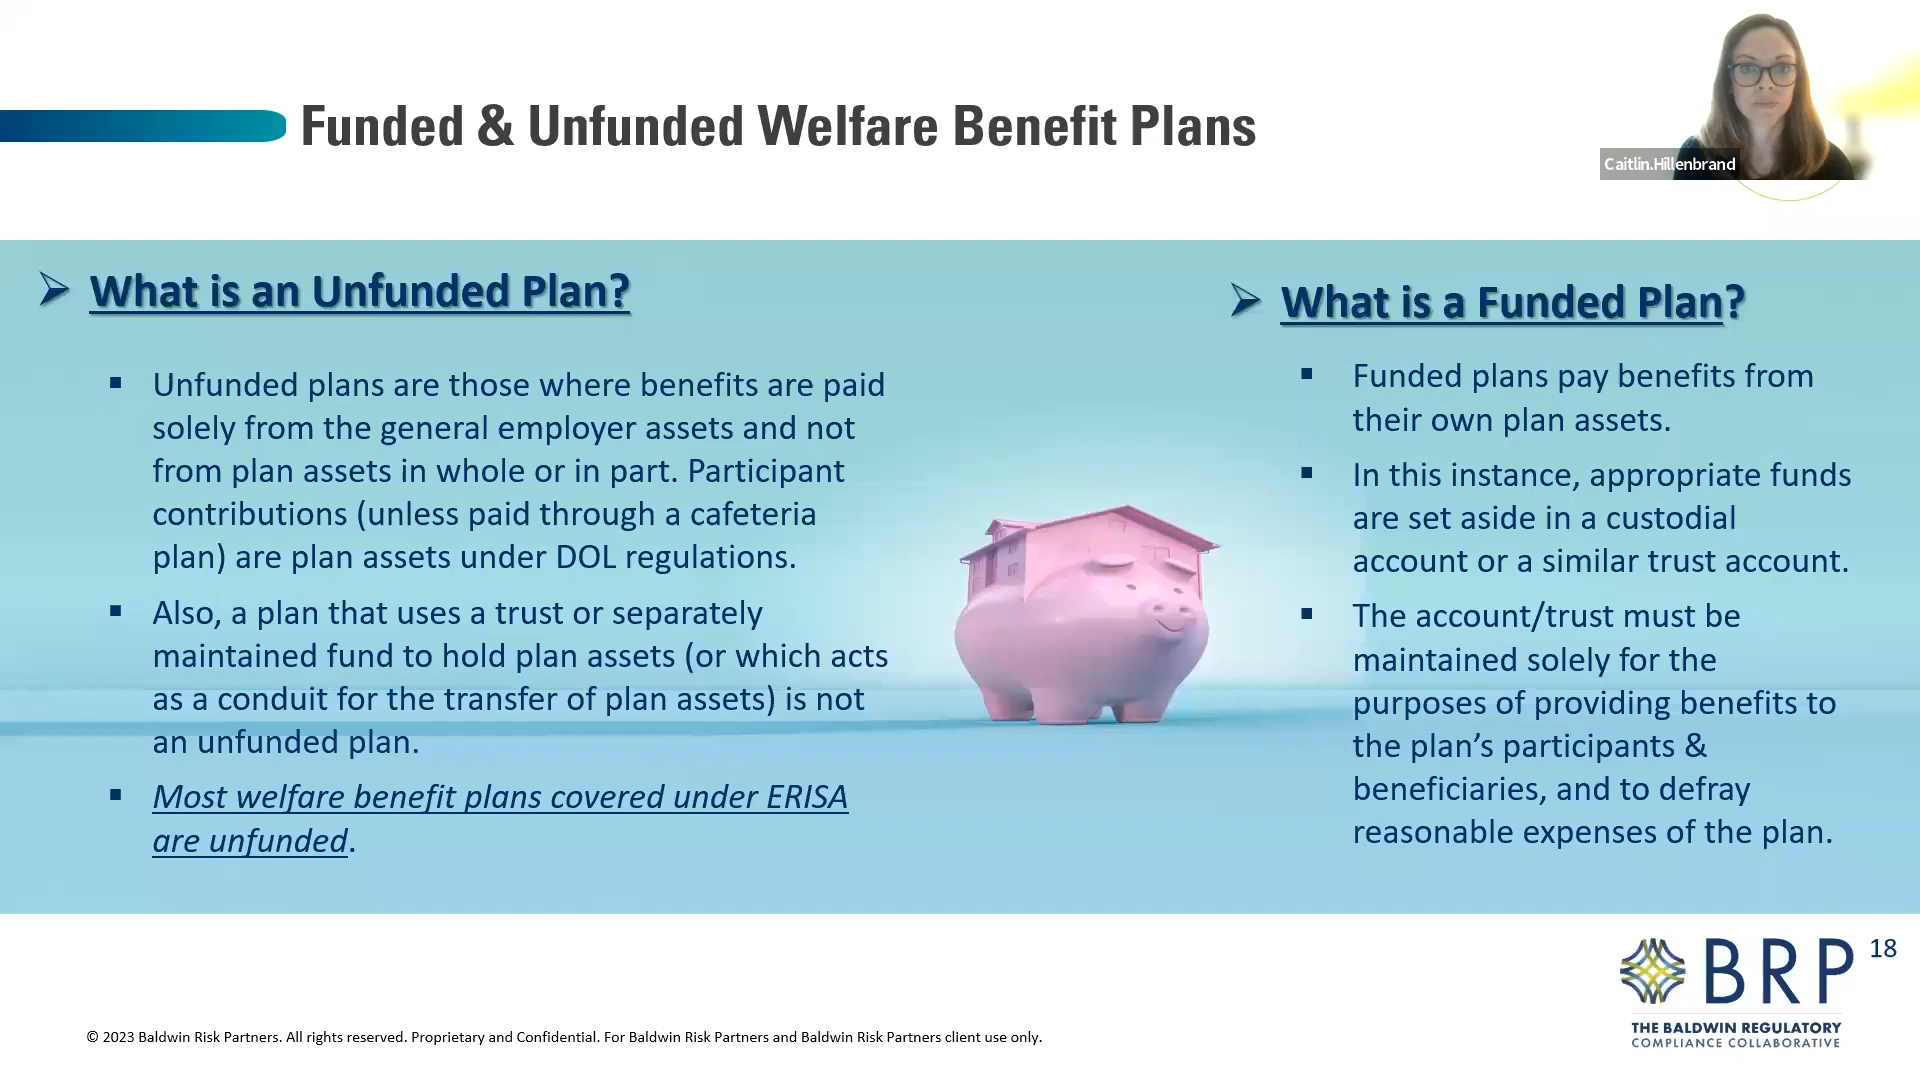 Funded & Unfunded Welfare Benefit Plans
Caitlin.Hillenbrand
➢ What is an Unfunded Plan?
▪ Unfunded plans are those where benefits are paid
solely from the general employer assets and not
from plan assets in whole or in part. Participant
contributions (unless paid through a cafeteria
plan) are plan assets under DOL regulations.
▪ Also, a plan that uses a trust or separately
maintained fund to hold plan assets (or which acts
as a conduit for the transfer of plan assets) is not
an unfunded plan.
▪ Most welfare benefit plans covered under ERISA
are unfunded.
➢ What is a Funded Plan?
▪ Funded plans pay benefits from
their own plan assets.
▪ In this instance, appropriate funds
are set aside in a custodial
account or a similar trust account.
▪ The account/trust must be
maintained solely for the
purposes of providing benefits to
the plan’s participants &
beneficiaries, and to defray
reasonable expenses of the plan.
BRP
18
THE BALDWIN REGULATORY
COMPLIANCE COLLABORATIVE
© 2023 Baldwin Risk Partners. All rights reserved. Proprietary and Confidential. For Baldwin Risk Partners and Baldwin Risk Partners client use only.